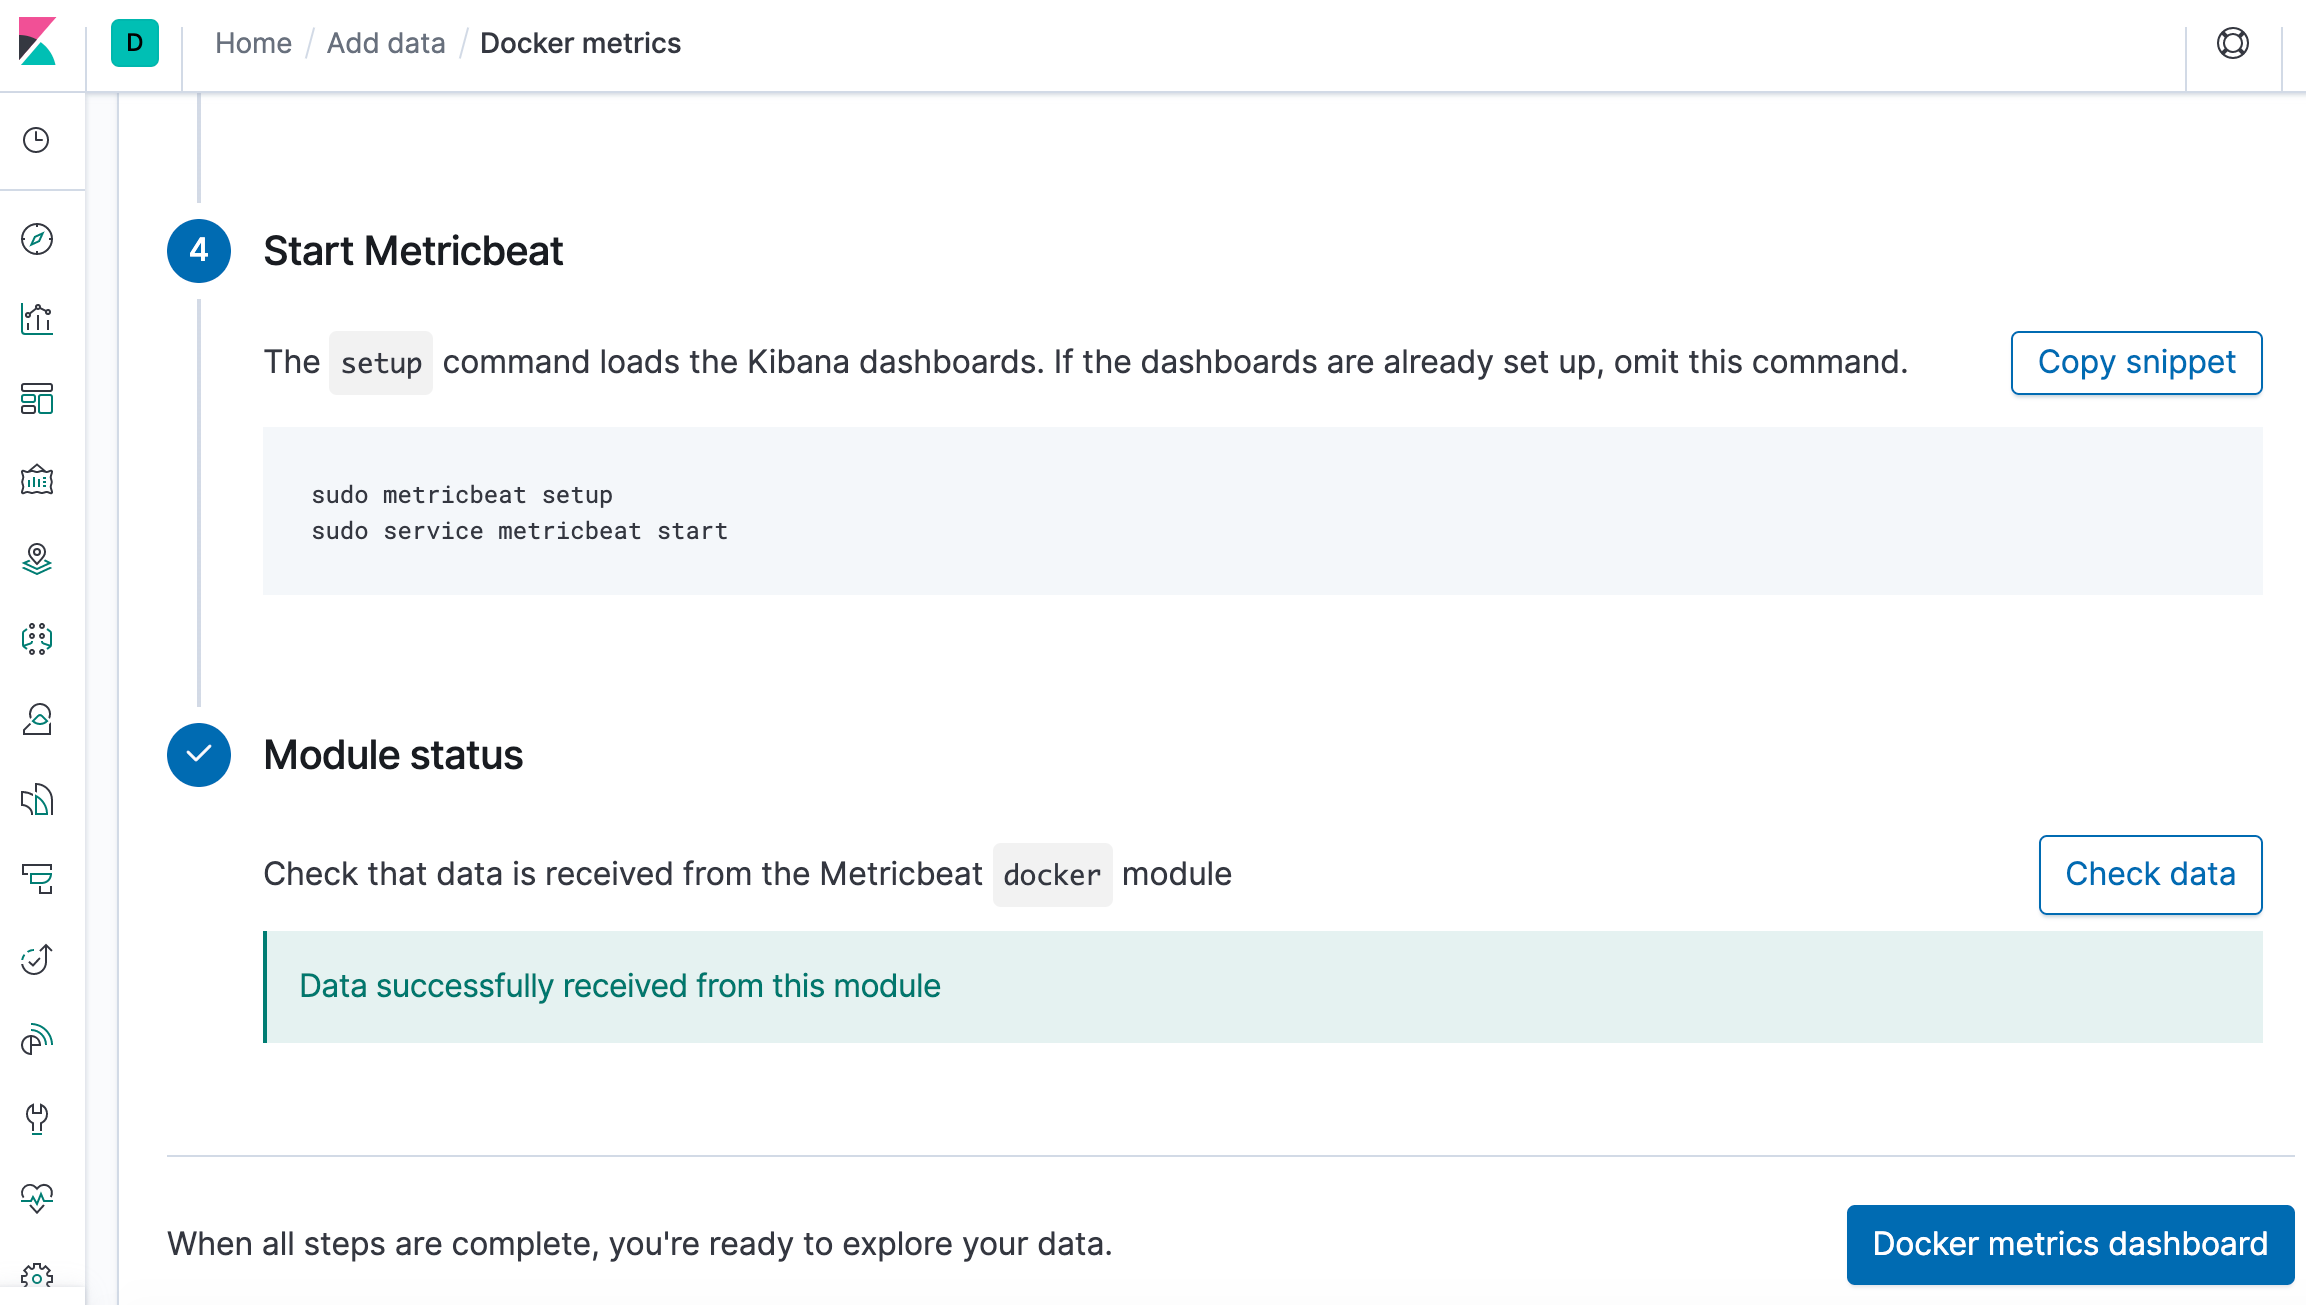 D Home / Add data / Docker metrics
4 Start Metricbeat
The setup command loads the Kibana dashboards. If the dashboards are already set up, omit this command. Copy snippet
sudo metricbeat setup
sudo service metricbeat start
Module status
Check that data is received from the Metricbeat docker module Check data
Data successfully received from this module
When all steps are complete, you're ready to explore your data. Docker metrics dashboard